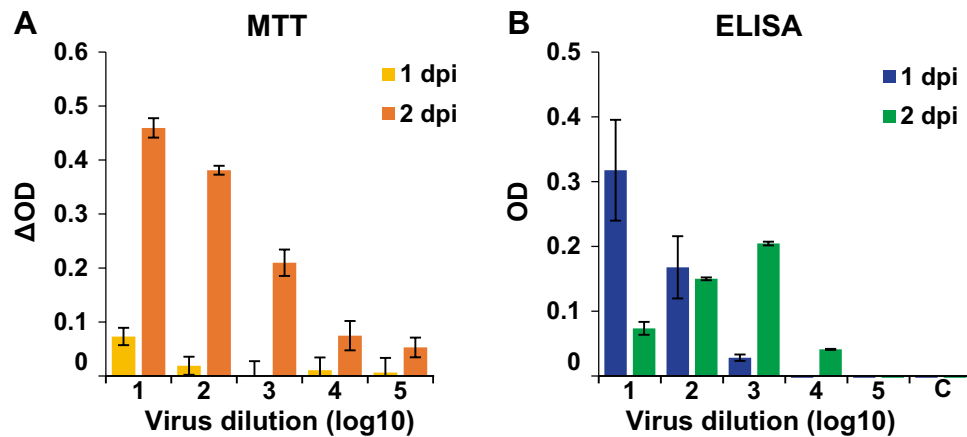 A
MTT
0.6
0.5
0.4
0.3
0.2
0.1
0
ΔOD
1 dpi
2 dpi
1 2 3 4 5
Virus dilution (log10)
B
ELISA
0.5
0.4
0.3
0.2
0.1
0
OD
1 dpi
2 dpi
1 2 3 4 5 C
Virus dilution (log10)